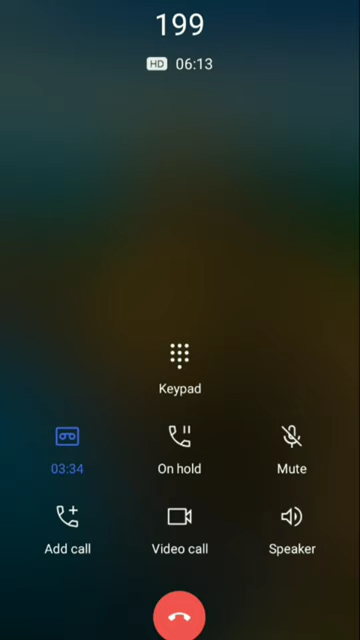 199
HD 06:13
Keypad
03:34 On hold Mute
Add call Video call Speaker